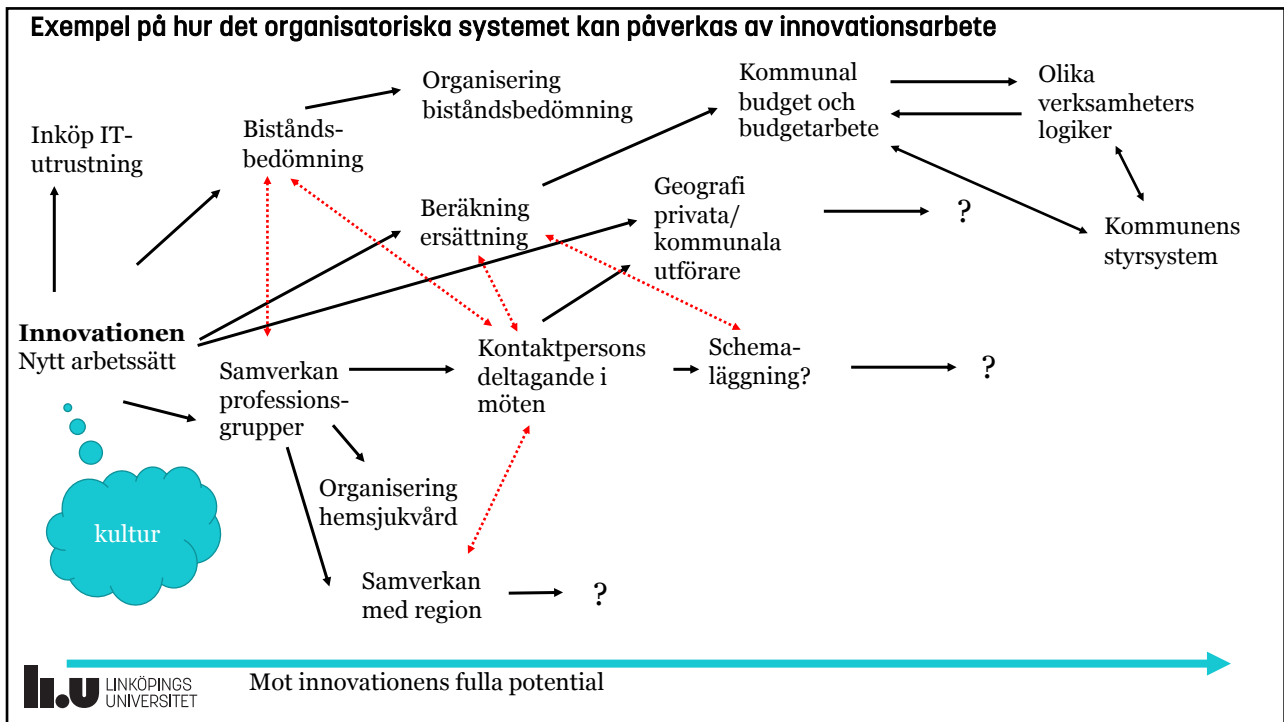 Exempel på hur det organisatoriska systemet kan påverkas av innovationsarbete
Organisering
biståndsbedömning
Kommunal
budget och
budgetarbete
Olika
verksamheters
logiker
Inköp IT-
utrustning
Bistånds-
bedömning
Beräkning
ersättning
Geografi
privata/
kommunala
utförare
?
Kommunens
styrsystem
Innovationen
Nytt arbetssätt
Samverkan
professions-
grupper
Kontaktpersons
deltagande i
möten
Schema-
läggning?
?
Organisering
hemsjukvård
kultur
Samverkan
med region
?
Mot innovationens fulla potential
LINKÖPINGS
UNIVERSITET